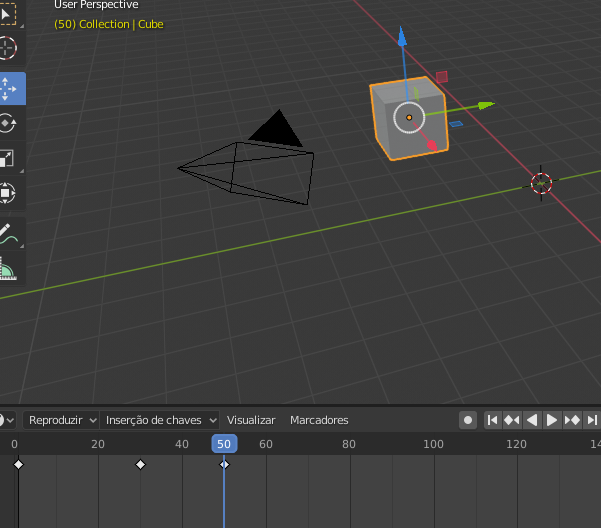 User Perspective
(50) Collection | Cube
Reproduzir Inserção de chaves Visualizar Marcadores
0 20 40 50 60 80 100 120